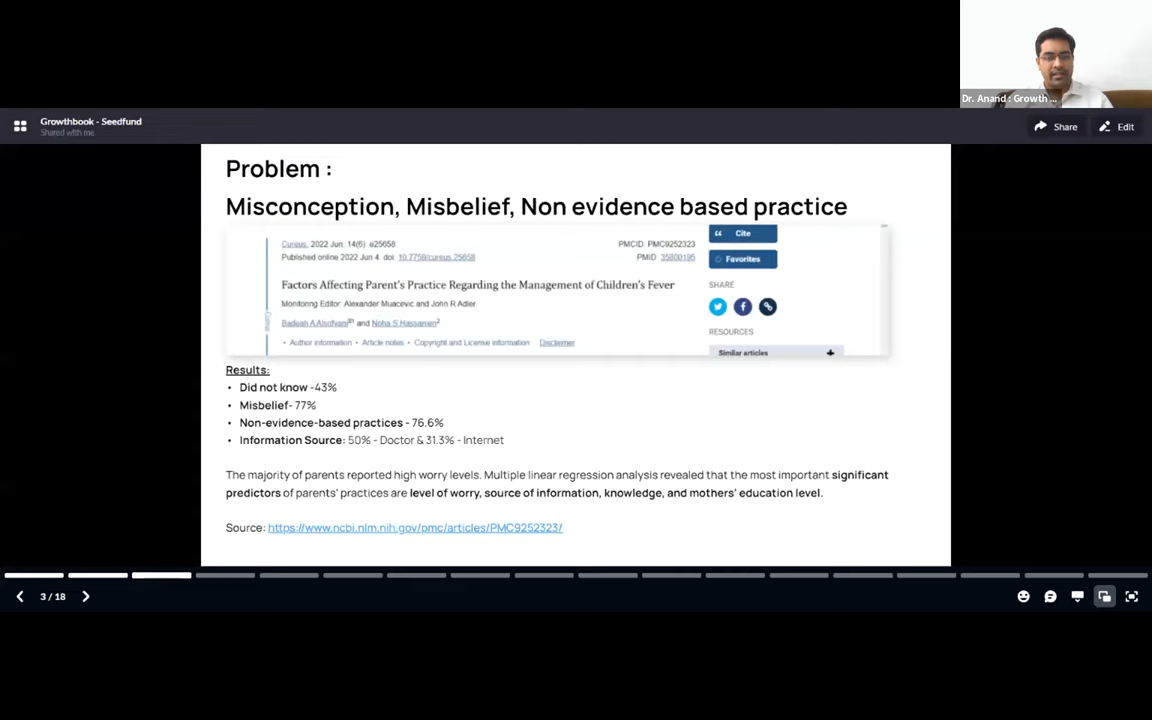 Dr. Anand : Growth ...
Growthbook - Seedfund
Shared with me
Share
Edit
Problem :
Misconception, Misbelief, Non evidence based practice
Cureus. 2022 Jun; 14(6): e25658
PMCID: PMC9252323
Published online 2022 Jun 4. doi: 10.7759/cureus.25658
PMID: 35800195
Factors Affecting Parent's Practice Regarding the Management of Children's Fever
Monitoring Editor: Alexander Muacevic and John R Adler
Badeah A Alsofyani and Noha S Hassanien
• Author information • Article notes • Copyright and License information Disclaimer
Cite
Favorites
SHARE
RESOURCES
Similar articles +
Results:
• Did not know -43%
• Misbelief- 77%
• Non-evidence-based practices - 76.6%
• Information Source: 50% - Doctor & 31.3% - Internet
The majority of parents reported high worry levels. Multiple linear regression analysis revealed that the most important significant
predictors of parents' practices are level of worry, source of information, knowledge, and mothers' education level.
Source: https://www.ncbi.nlm.nih.gov/pmc/articles/PMC9252323/
3 / 18